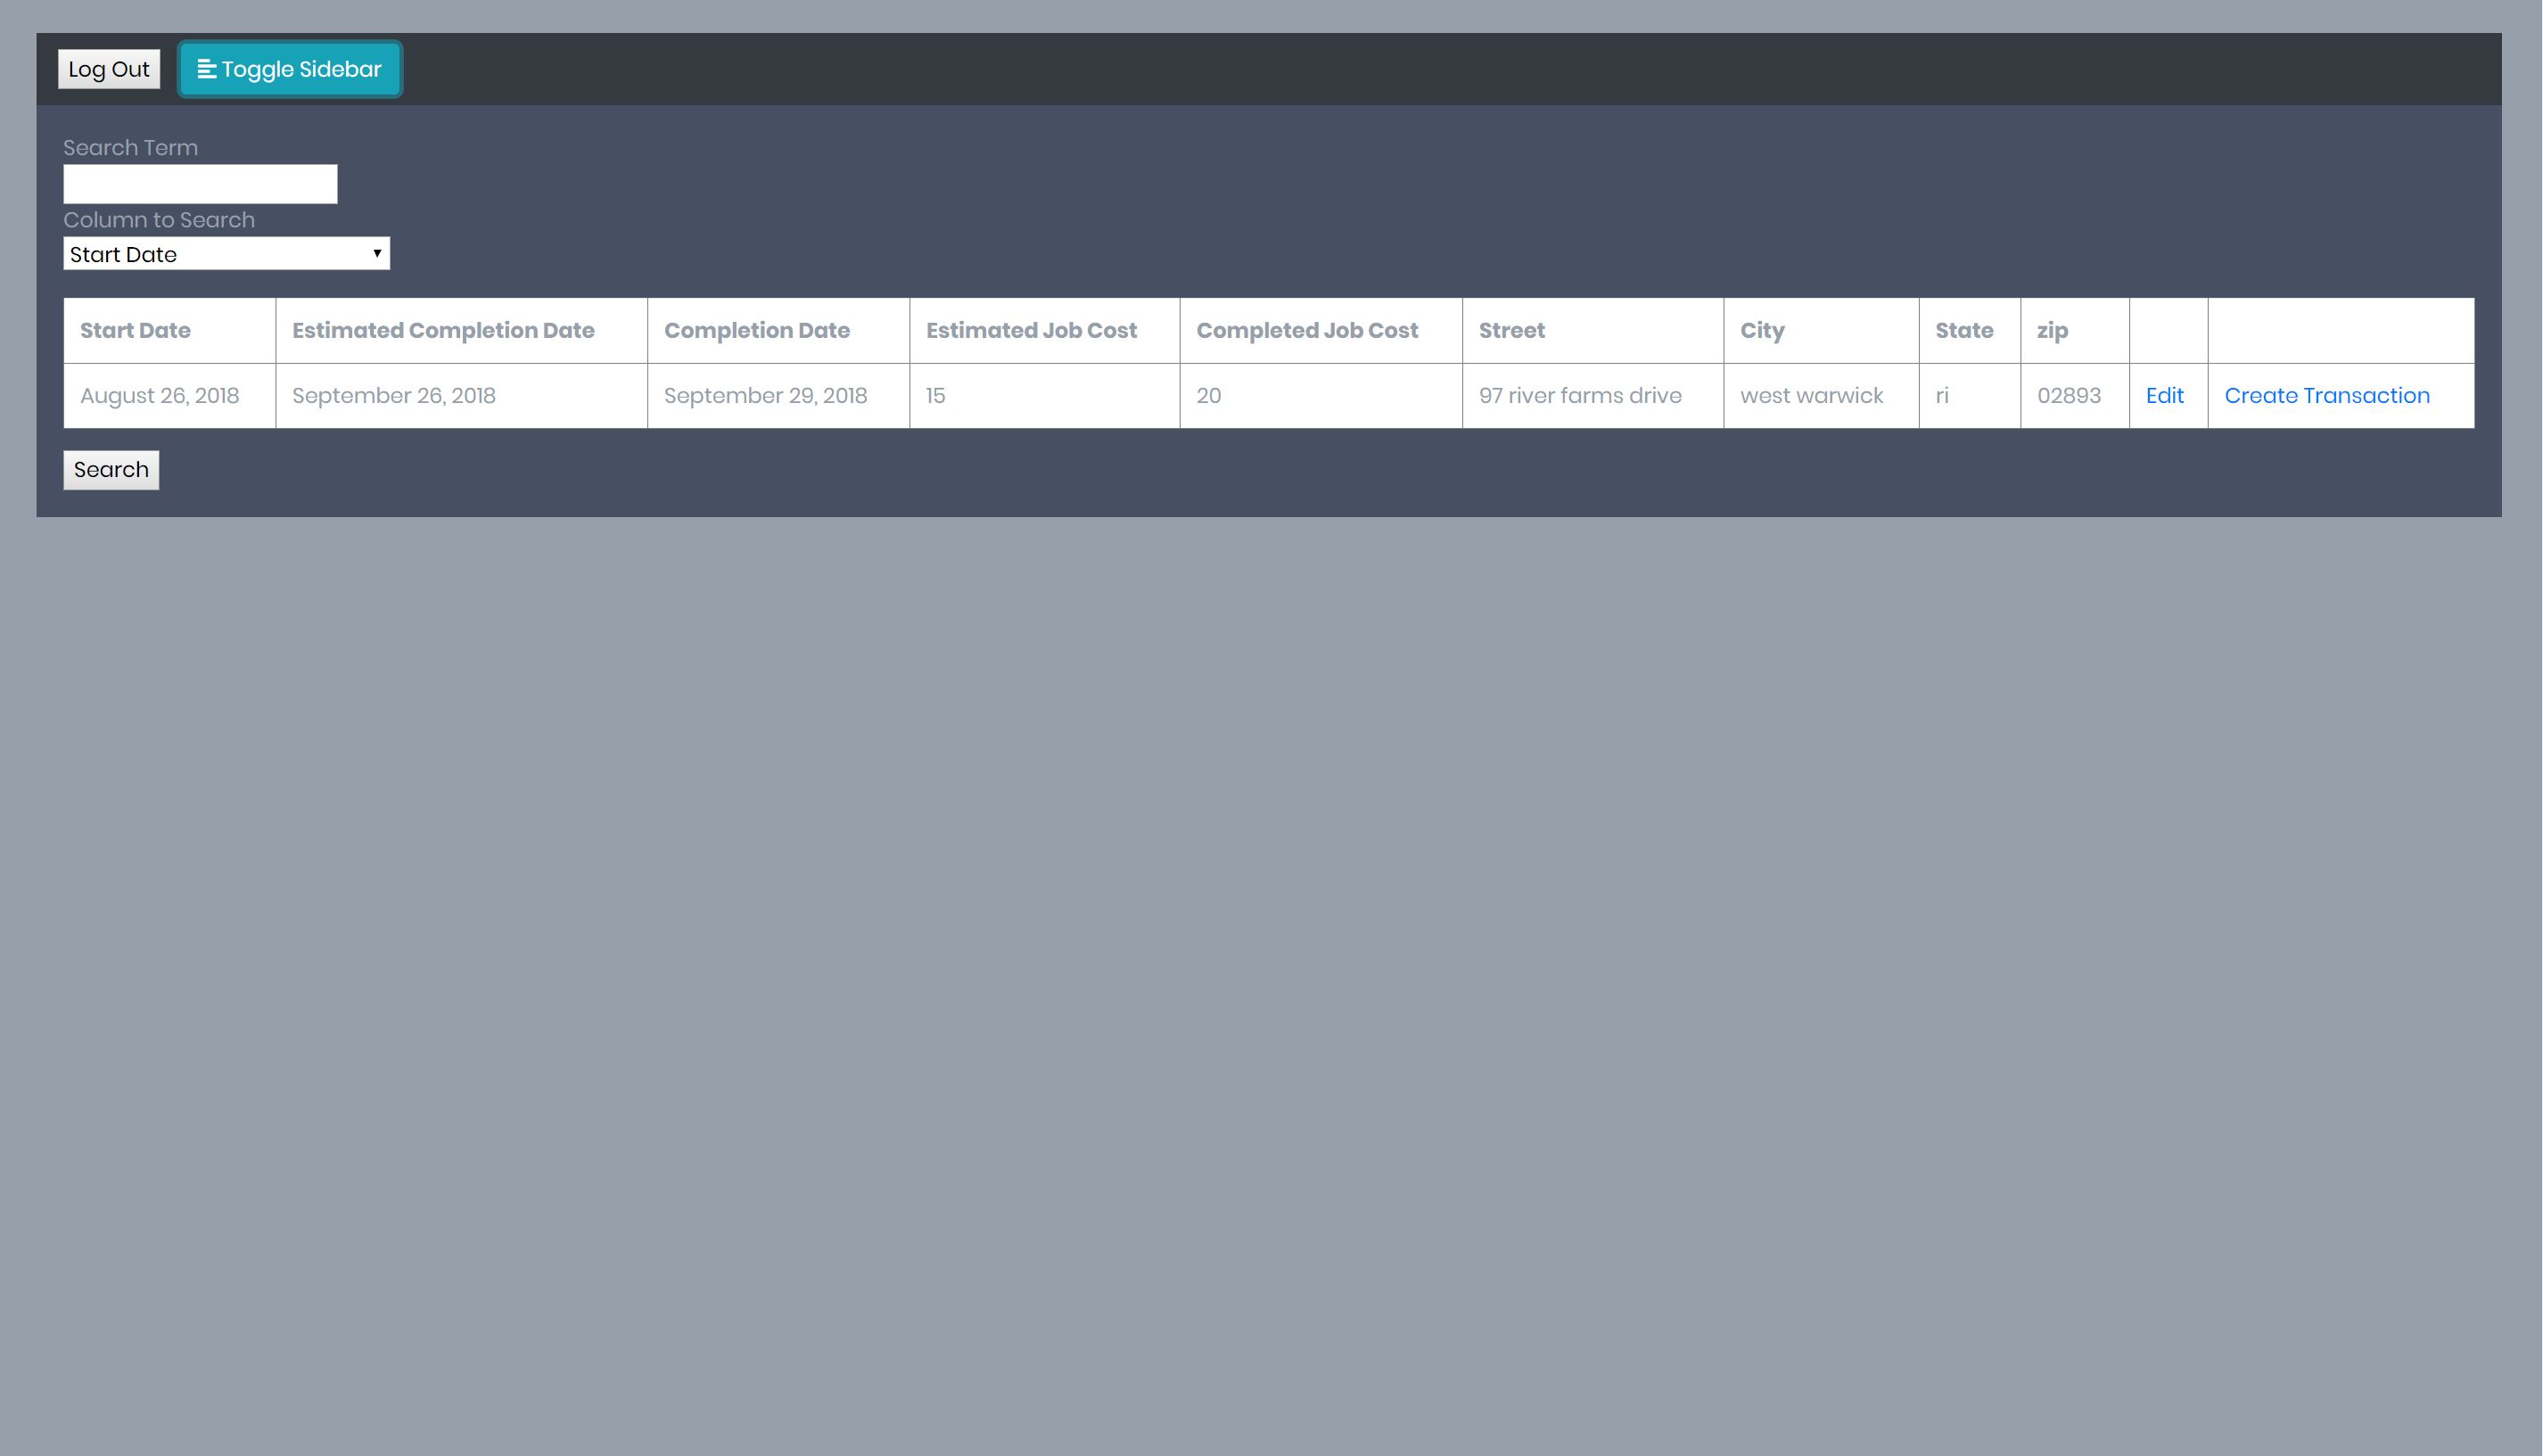 Log Out Toggle Sidebar
Search Term
Column to Search
Start Date
Start Date Estimated Completion Date Completion Date Estimated Job Cost Completed Job Cost Street City State zip
August 26, 2018 September 26, 2018 September 29, 2018 15 20 97 river farms drive west warwick ri 02893 Edit Create Transaction
Search